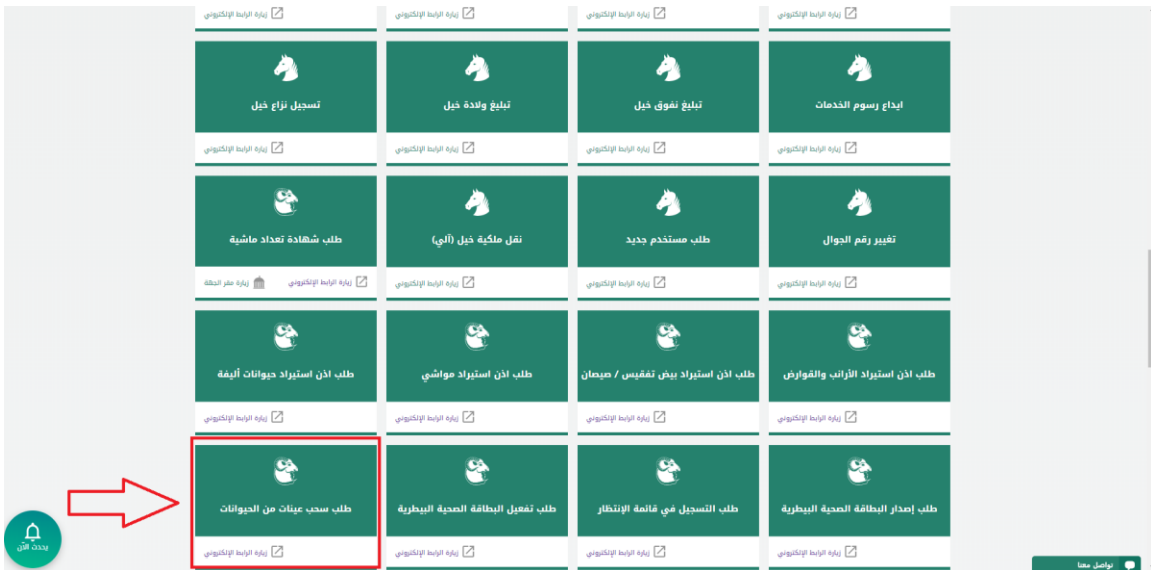 زيارة الرابط الإلكتروني
زيارة الرابط الإلكتروني
زيارة الرابط الإلكتروني
زيارة الرابط الإلكتروني
ايداع رسوم الخدمات
تبليغ نفوق خيل
تبليغ ولادة خيل
تسجيل نزاع خيل
زيارة الرابط الإلكتروني
زيارة الرابط الإلكتروني
زيارة الرابط الإلكتروني
زيارة الرابط الإلكتروني
تغيير رقم الجوال
طلب مستخدم جديد
نقل ملكية خيل (آلي)
طلب شهادة تعداد ماشية
زيارة الرابط الإلكتروني
زيارة الرابط الإلكتروني
زيارة الرابط الإلكتروني
زيارة الرابط الإلكتروني
زيارة مقر الجهة
طلب اذن استيراد الأرانب والقوارض
طلب اذن استيراد بيض تفقيس / صيصان
طلب اذن استيراد مواشي
طلب اذن استيراد حيوانات أليفة
زيارة الرابط الإلكتروني
زيارة الرابط الإلكتروني
زيارة الرابط الإلكتروني
زيارة الرابط الإلكتروني
طلب إصدار البطاقة الصحية البيطرية
طلب التسجيل في قائمة الإنتظار
طلب تفعيل البطاقة الصحية البيطرية
طلب سحب عينات من الحيوانات
زيارة الرابط الإلكتروني
زيارة الرابط الإلكتروني
زيارة الرابط الإلكتروني
زيارة الرابط الإلكتروني
يحدث الآن
تواصل معنا